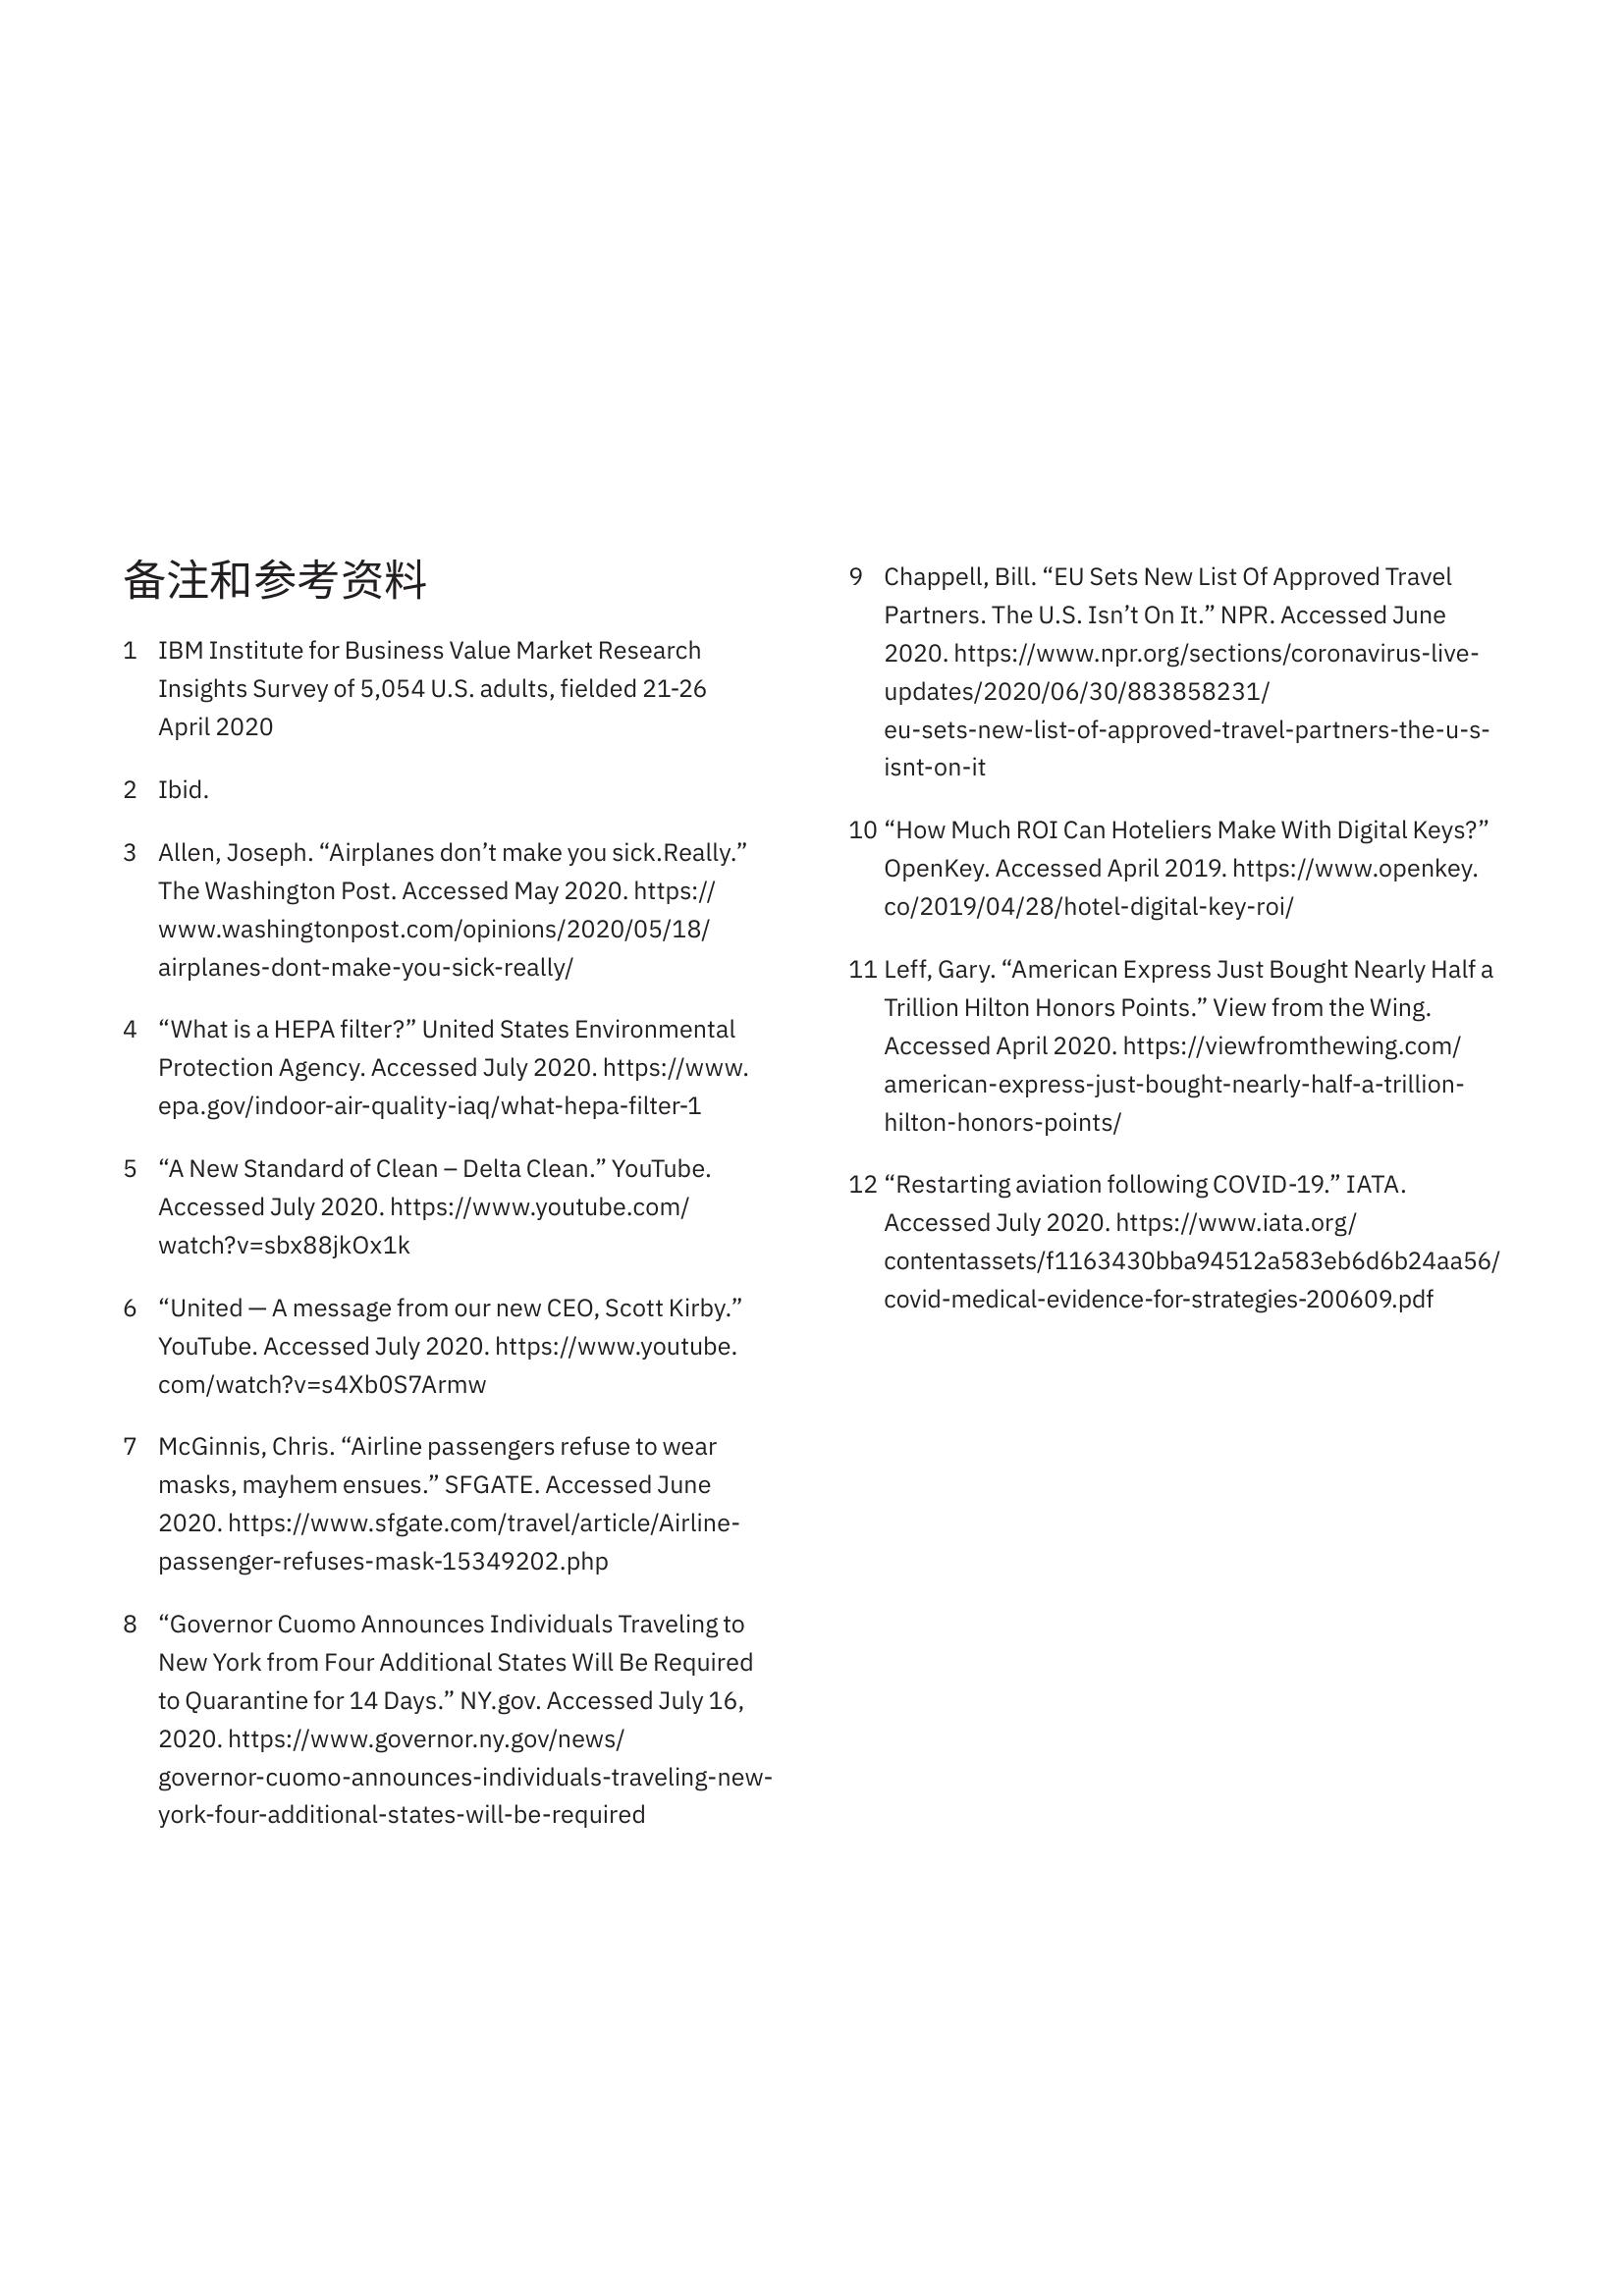 备注和参考资料
1 IBM Institute for Business Value Market Research
Insights Survey of 5,054 U.S. adults, fielded 21-26
April 2020
2 Ibid.
3 Allen, Joseph. “Airplanes don’t make you sick.Really.”
The Washington Post. Accessed May 2020. https://
www.washingtonpost.com/opinions/2020/05/18/
airplanes-dont-make-you-sick-really/
4 “What is a HEPA filter?” United States Environmental
Protection Agency. Accessed July 2020. https://www.
epa.gov/indoor-air-quality-iaq/what-hepa-filter-1
5 “A New Standard of Clean – Delta Clean.” YouTube.
Accessed July 2020. https://www.youtube.com/
watch?v=sbx88jkOx1k
6 “United — A message from our new CEO, Scott Kirby.”
YouTube. Accessed July 2020. https://www.youtube.
com/watch?v=s4Xb0S7Armw
7 McGinnis, Chris. “Airline passengers refuse to wear
masks, mayhem ensues.” SFGATE. Accessed June
2020. https://www.sfgate.com/travel/article/Airline-
passenger-refuses-mask-15349202.php
8 “Governor Cuomo Announces Individuals Traveling to
New York from Four Additional States Will Be Required
to Quarantine for 14 Days.” NY.gov. Accessed July 16,
2020. https://www.governor.ny.gov/news/
governor-cuomo-announces-individuals-traveling-new-
york-four-additional-states-will-be-required
9 Chappell, Bill. “EU Sets New List Of Approved Travel
Partners. The U.S. Isn’t On It.” NPR. Accessed June
2020. https://www.npr.org/sections/coronavirus-live-
updates/2020/06/30/883858231/
eu-sets-new-list-of-approved-travel-partners-the-u-s-
isnt-on-it
10 “How Much ROI Can Hoteliers Make With Digital Keys?”
OpenKey. Accessed April 2019. https://www.openkey.
co/2019/04/28/hotel-digital-key-roi/
11 Leff, Gary. “American Express Just Bought Nearly Half a
Trillion Hilton Honors Points.” View from the Wing.
Accessed April 2020. https://viewfromthewing.com/
american-express-just-bought-nearly-half-a-trillion-
hilton-honors-points/
12 “Restarting aviation following COVID-19.” IATA.
Accessed July 2020. https://www.iata.org/
contentassets/f1163430bba94512a583eb6d6b24aa56/
covid-medical-evidence-for-strategies-200609.pdf